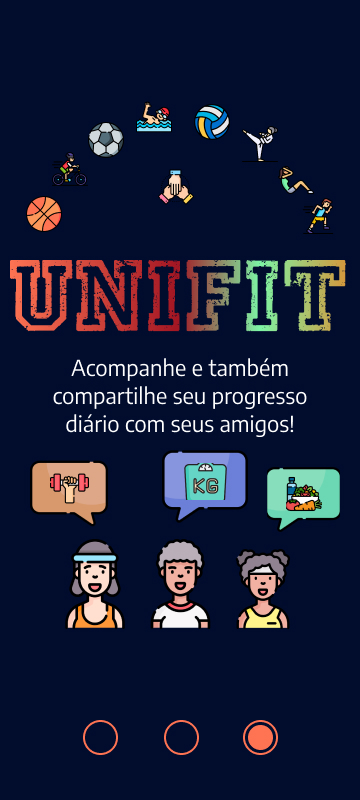 UNIFIT
Acompanhe e também
compartilhe seu progresso
diário com seus amigos!
KG